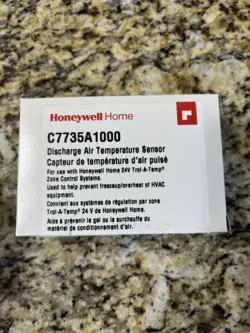 Honeywell Home
C7735A1000
Discharge Air Temperature Sensor
Capteur de température d'air pulsé
For use with Honeywell Home 24V Trol-A-Temp®
Zone Control Systems.
Used to help prevent freezeup/overheat of HVAC
equipment.
Convient aux systèmes de régulation par zone
Trol-A-Temp® 24 V de Honeywell Home.
Aide à prévenir le gel ou la surchauffe du
matériel de conditionnement d'air.